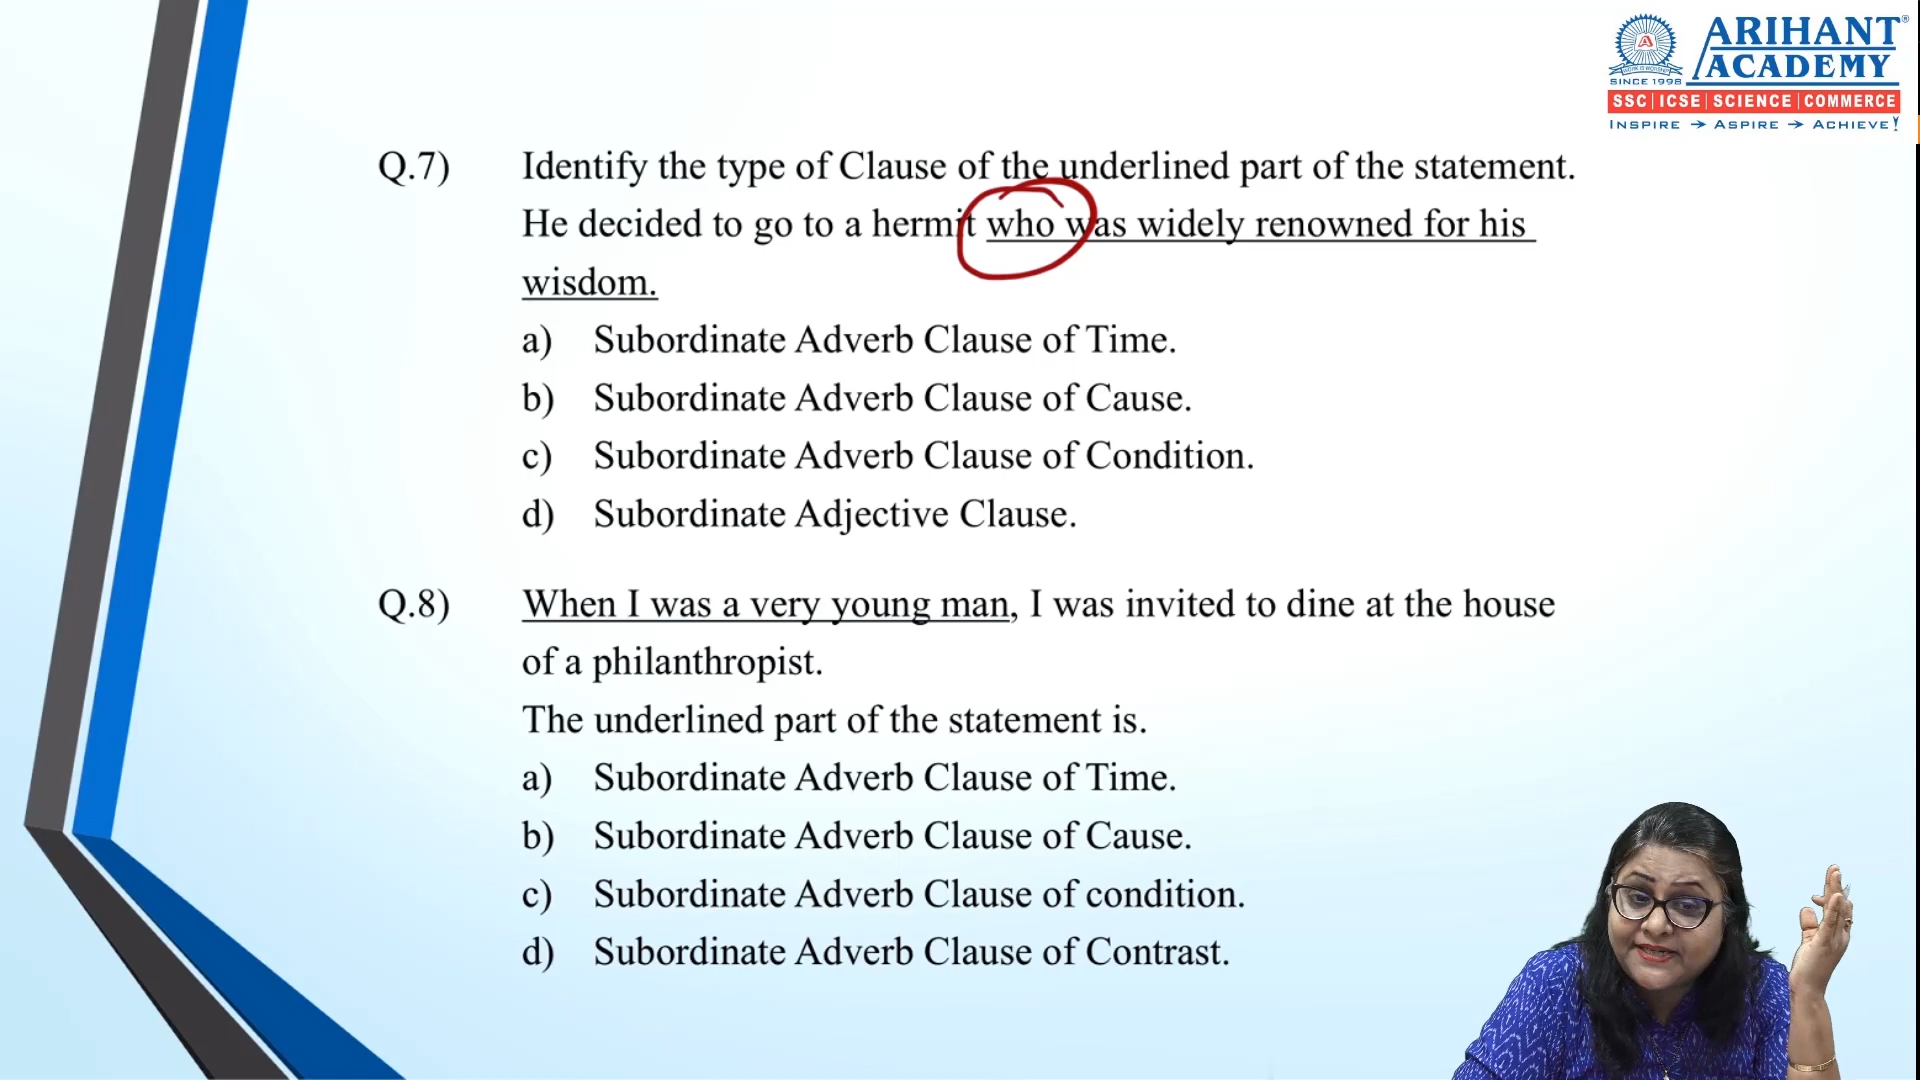 ARIHANT®
ACADEMY
SINCE 1998
SSC | ICSE | SCIENCE | COMMERCE
INSPIRE → ASPIRE → ACHIEVE!
Q.7) Identify the type of Clause of the underlined part of the statement.
He decided to go to a hermit who was widely renowned for his
wisdom.
a) Subordinate Adverb Clause of Time.
b) Subordinate Adverb Clause of Cause.
c) Subordinate Adverb Clause of Condition.
d) Subordinate Adjective Clause.
Q.8) When I was a very young man, I was invited to dine at the house
of a philanthropist.
The underlined part of the statement is.
a) Subordinate Adverb Clause of Time.
b) Subordinate Adverb Clause of Cause.
c) Subordinate Adverb Clause of condition.
d) Subordinate Adverb Clause of Contrast.